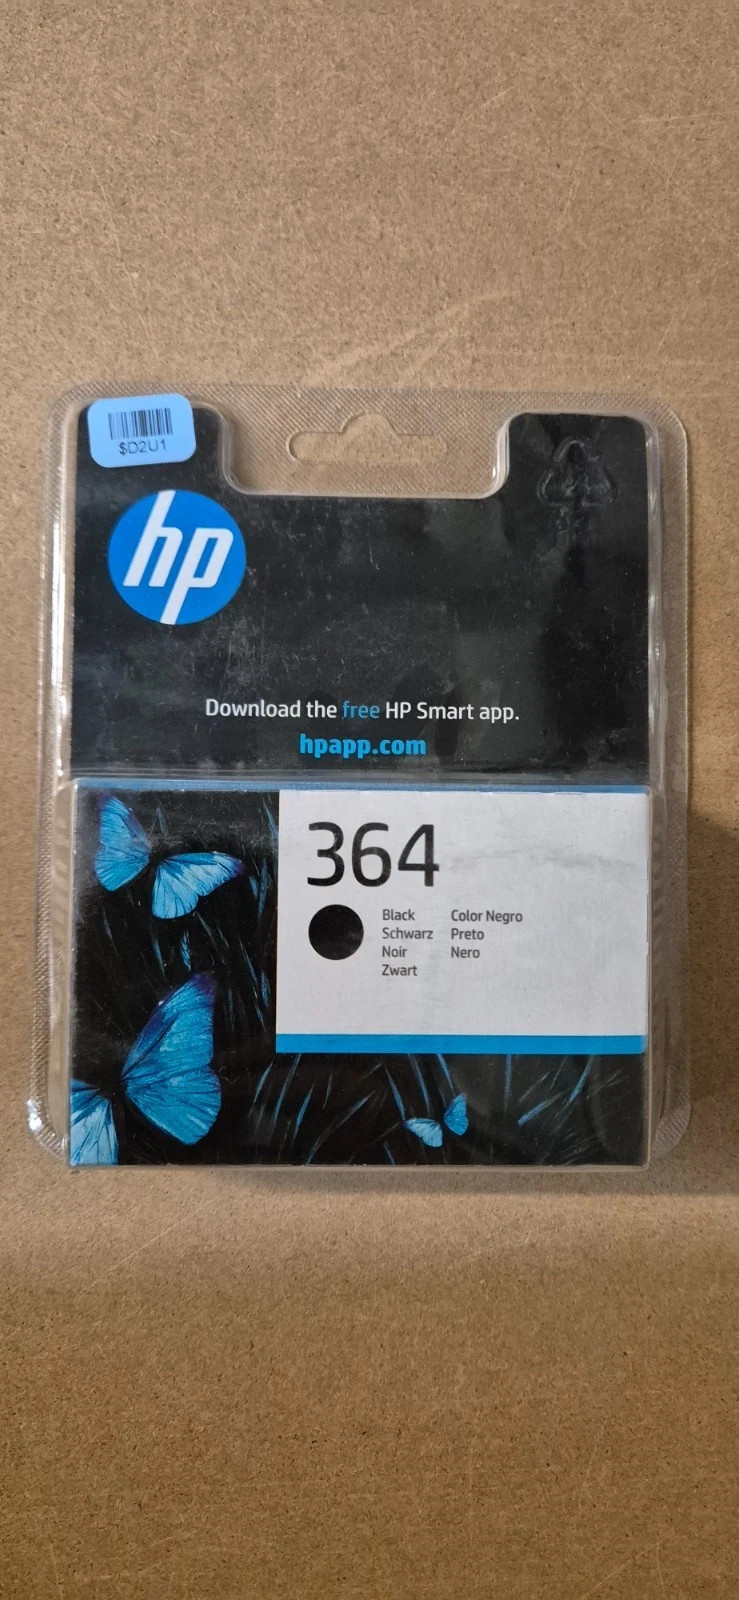 $D2U1
hp
Download the free HP Smart app.
hpapp.com
364
Black
Schwarz
Noir
Zwart
Color Negro
Preto
Nero